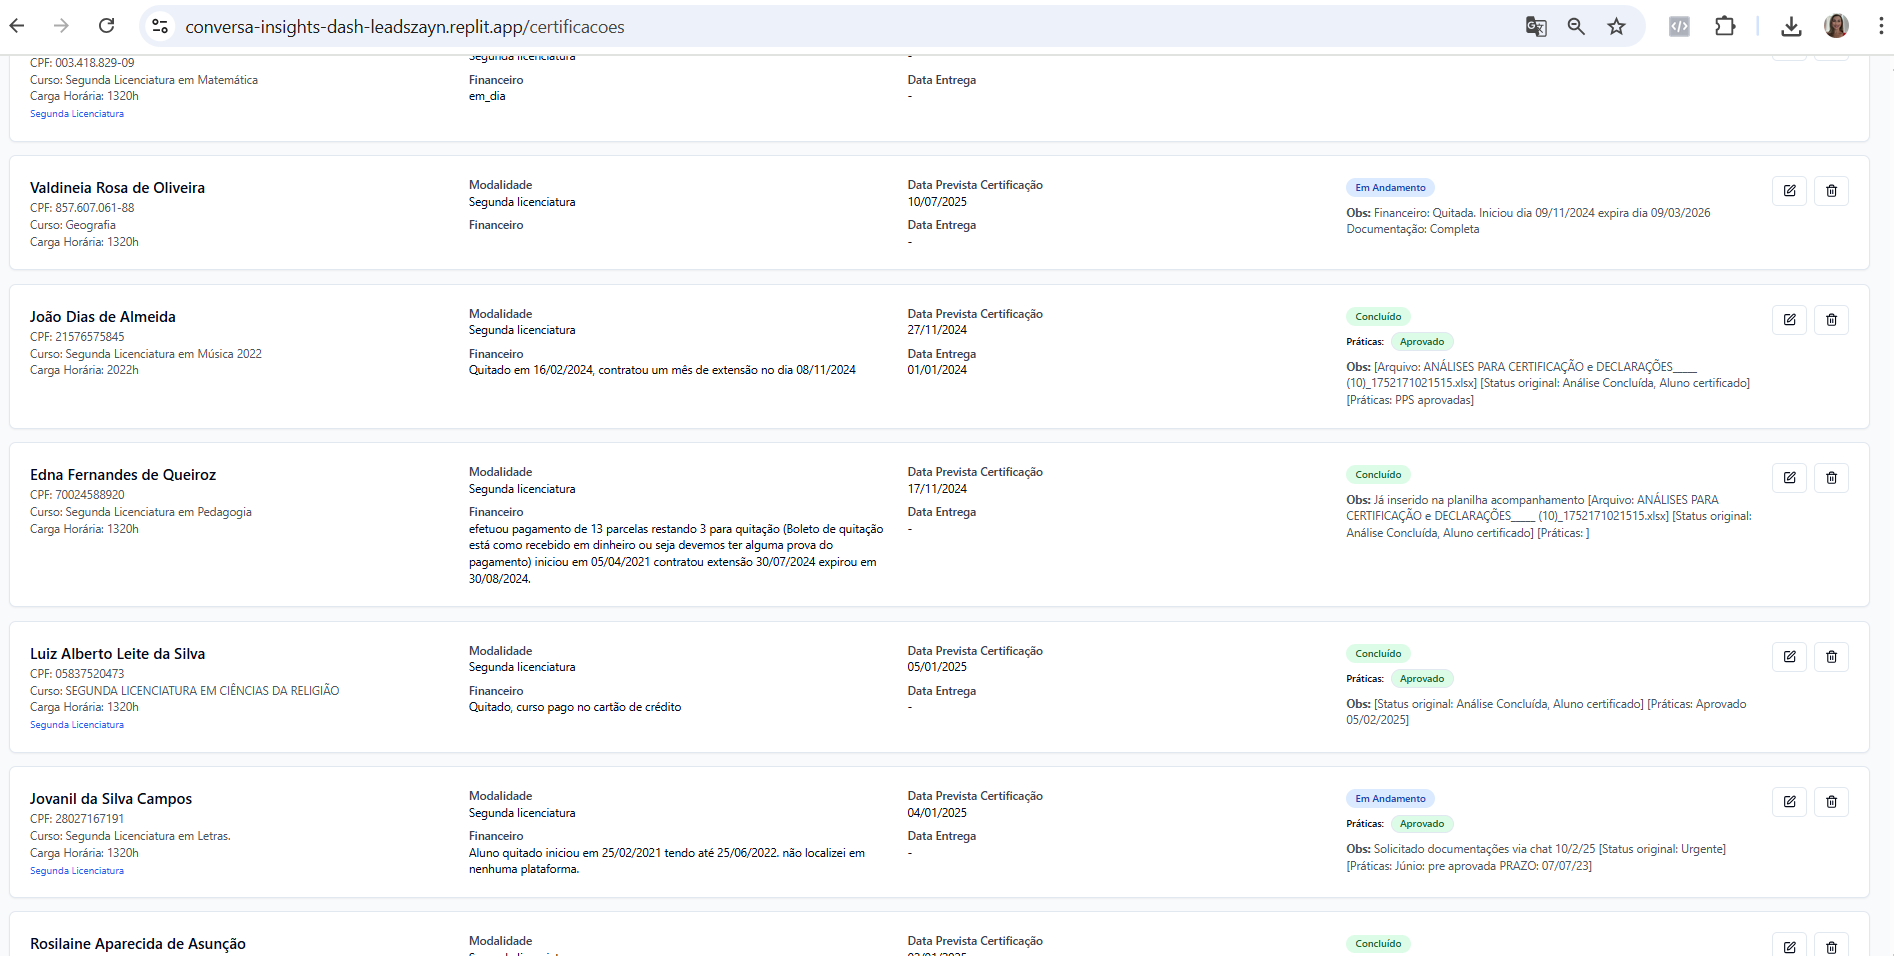 conversa-insights-dash-leadszayn.replit.app/certificacoes
CPF: 003.418.829-09
Curso: Segunda Licenciatura em Matemática
Carga Horária: 1320h
Segunda Licenciatura
Segunda licenciatura
Financeiro
em_dia
-
Data Entrega
-
Valdineia Rosa de Oliveira
CPF: 857.607.061-88
Curso: Geografia
Carga Horária: 1320h
Modalidade
Segunda licenciatura
Financeiro
Data Prevista Certificação
10/07/2025
Data Entrega
-
Em Andamento
Obs: Financeiro: Quitada. Iniciou dia 09/11/2024 expira dia 09/03/2026
Documentação: Completa
João Dias de Almeida
CPF: 21576575845
Curso: Segunda Licenciatura em Música 2022
Carga Horária: 2022h
Modalidade
Segunda licenciatura
Financeiro
Quitado em 16/02/2024, contratou um mês de extensão no dia 08/11/2024
Data Prevista Certificação
27/11/2024
Data Entrega
01/01/2024
Concluído
Práticas: Aprovado
Obs: [Arquivo: ANÁLISES PARA CERTIFICAÇÃO e DECLARAÇÕES_____
(10)_1752171021515.xlsx] [Status original: Análise Concluída, Aluno certificado]
[Práticas: PPS aprovadas]
Edna Fernandes de Queiroz
CPF: 70024588920
Curso: Segunda Licenciatura em Pedagogia
Carga Horária: 1320h
Modalidade
Segunda licenciatura
Financeiro
efetuou pagamento de 13 parcelas restando 3 para quitação (Boleto de quitação
está como recebido em dinheiro ou seja devemos ter alguma prova do
pagamento) iniciou em 05/04/2021 contratou extensão 30/07/2024 expirou em
30/08/2024.
Data Prevista Certificação
17/11/2024
Data Entrega
-
Concluído
Obs: Já inserido na planilha acompanhamento [Arquivo: ANÁLISES PARA
CERTIFICAÇÃO e DECLARAÇÕES_____ (10)_1752171021515.xlsx] [Status original:
Análise Concluída, Aluno certificado] [Práticas: ]
Luiz Alberto Leite da Silva
CPF: 05837520473
Curso: SEGUNDA LICENCIATURA EM CIÊNCIAS DA RELIGIÃO
Carga Horária: 1320h
Segunda Licenciatura
Modalidade
Segunda licenciatura
Financeiro
Quitado, curso pago no cartão de crédito
Data Prevista Certificação
05/01/2025
Data Entrega
-
Concluído
Práticas: Aprovado
Obs: [Status original: Análise Concluída, Aluno certificado] [Práticas: Aprovado
05/02/2025]
Jovanil da Silva Campos
CPF: 28027167191
Curso: Segunda Licenciatura em Letras.
Carga Horária: 1320h
Segunda Licenciatura
Modalidade
Segunda licenciatura
Financeiro
Aluno quitado iniciou em 25/02/2021 tendo até 25/06/2022. não localizei em
nenhuma plataforma.
Data Prevista Certificação
04/01/2025
Data Entrega
-
Em Andamento
Práticas: Aprovado
Obs: Solicitado documentações via chat 10/2/25 [Status original: Urgente]
[Práticas: Júnio: pre aprovada PRAZO: 07/07/23]
Rosilaine Aparecida de Asunção
Modalidade
Data Prevista Certificação
Concluído